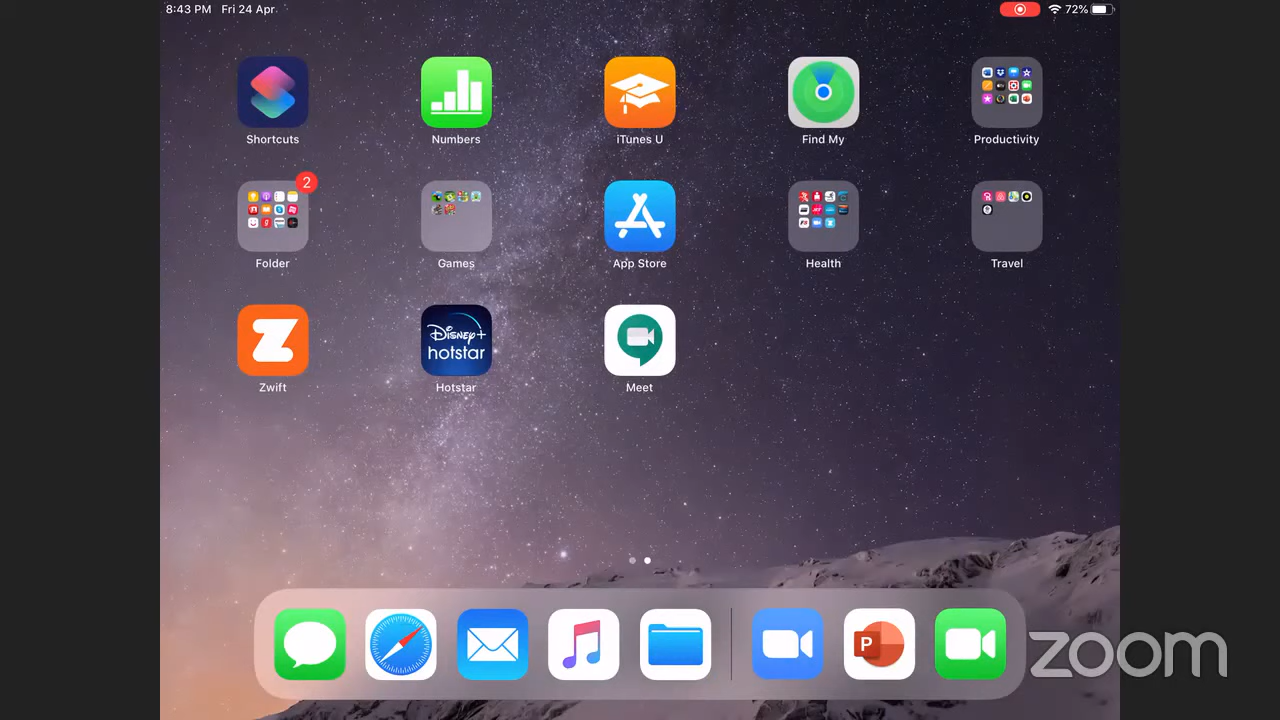 8:43 PM Fri 24 Apr
72%
Shortcuts
Numbers
iTunes U
Find My
Productivity
2
Folder
Games
App Store
Health
Travel
Disney+
hotstar
Zwift
Hotstar
Meet
P
zoom